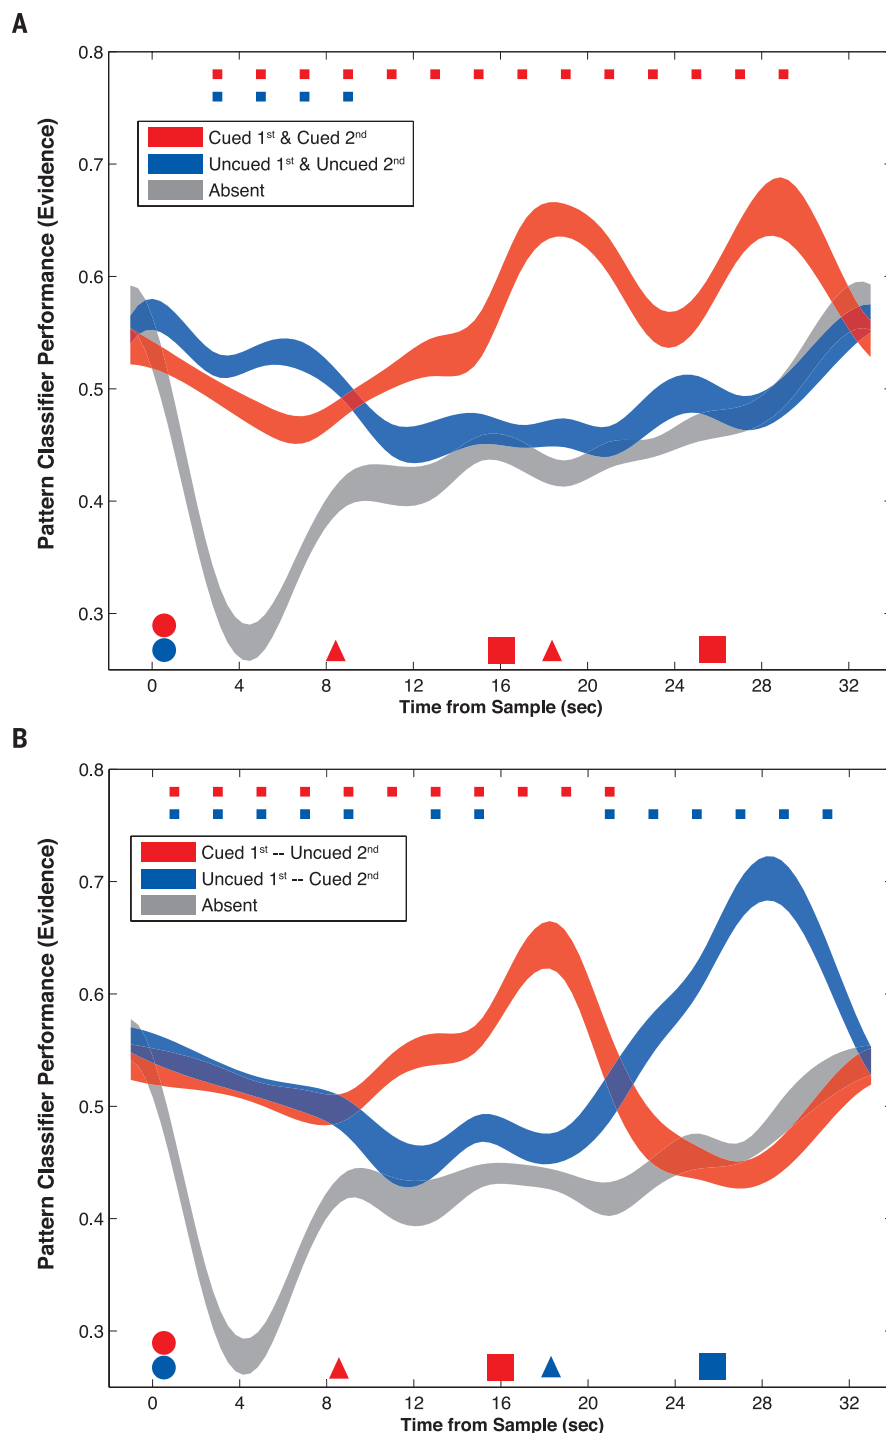 A
Pattern Classifier Performance (Evidence)
0.8
0.7
0.6
0.5
0.4
0.3
Cued 1st & Cued 2nd
Uncued 1st & Uncued 2nd
Absent
0 4 8 12 16 20 24 28 32
Time from Sample (sec)
B
Pattern Classifier Performance (Evidence)
0.8
0.7
0.6
0.5
0.4
0.3
Cued 1st -- Uncued 2nd
Uncued 1st -- Cued 2nd
Absent
0 4 8 12 16 20 24 28 32
Time from Sample (sec)